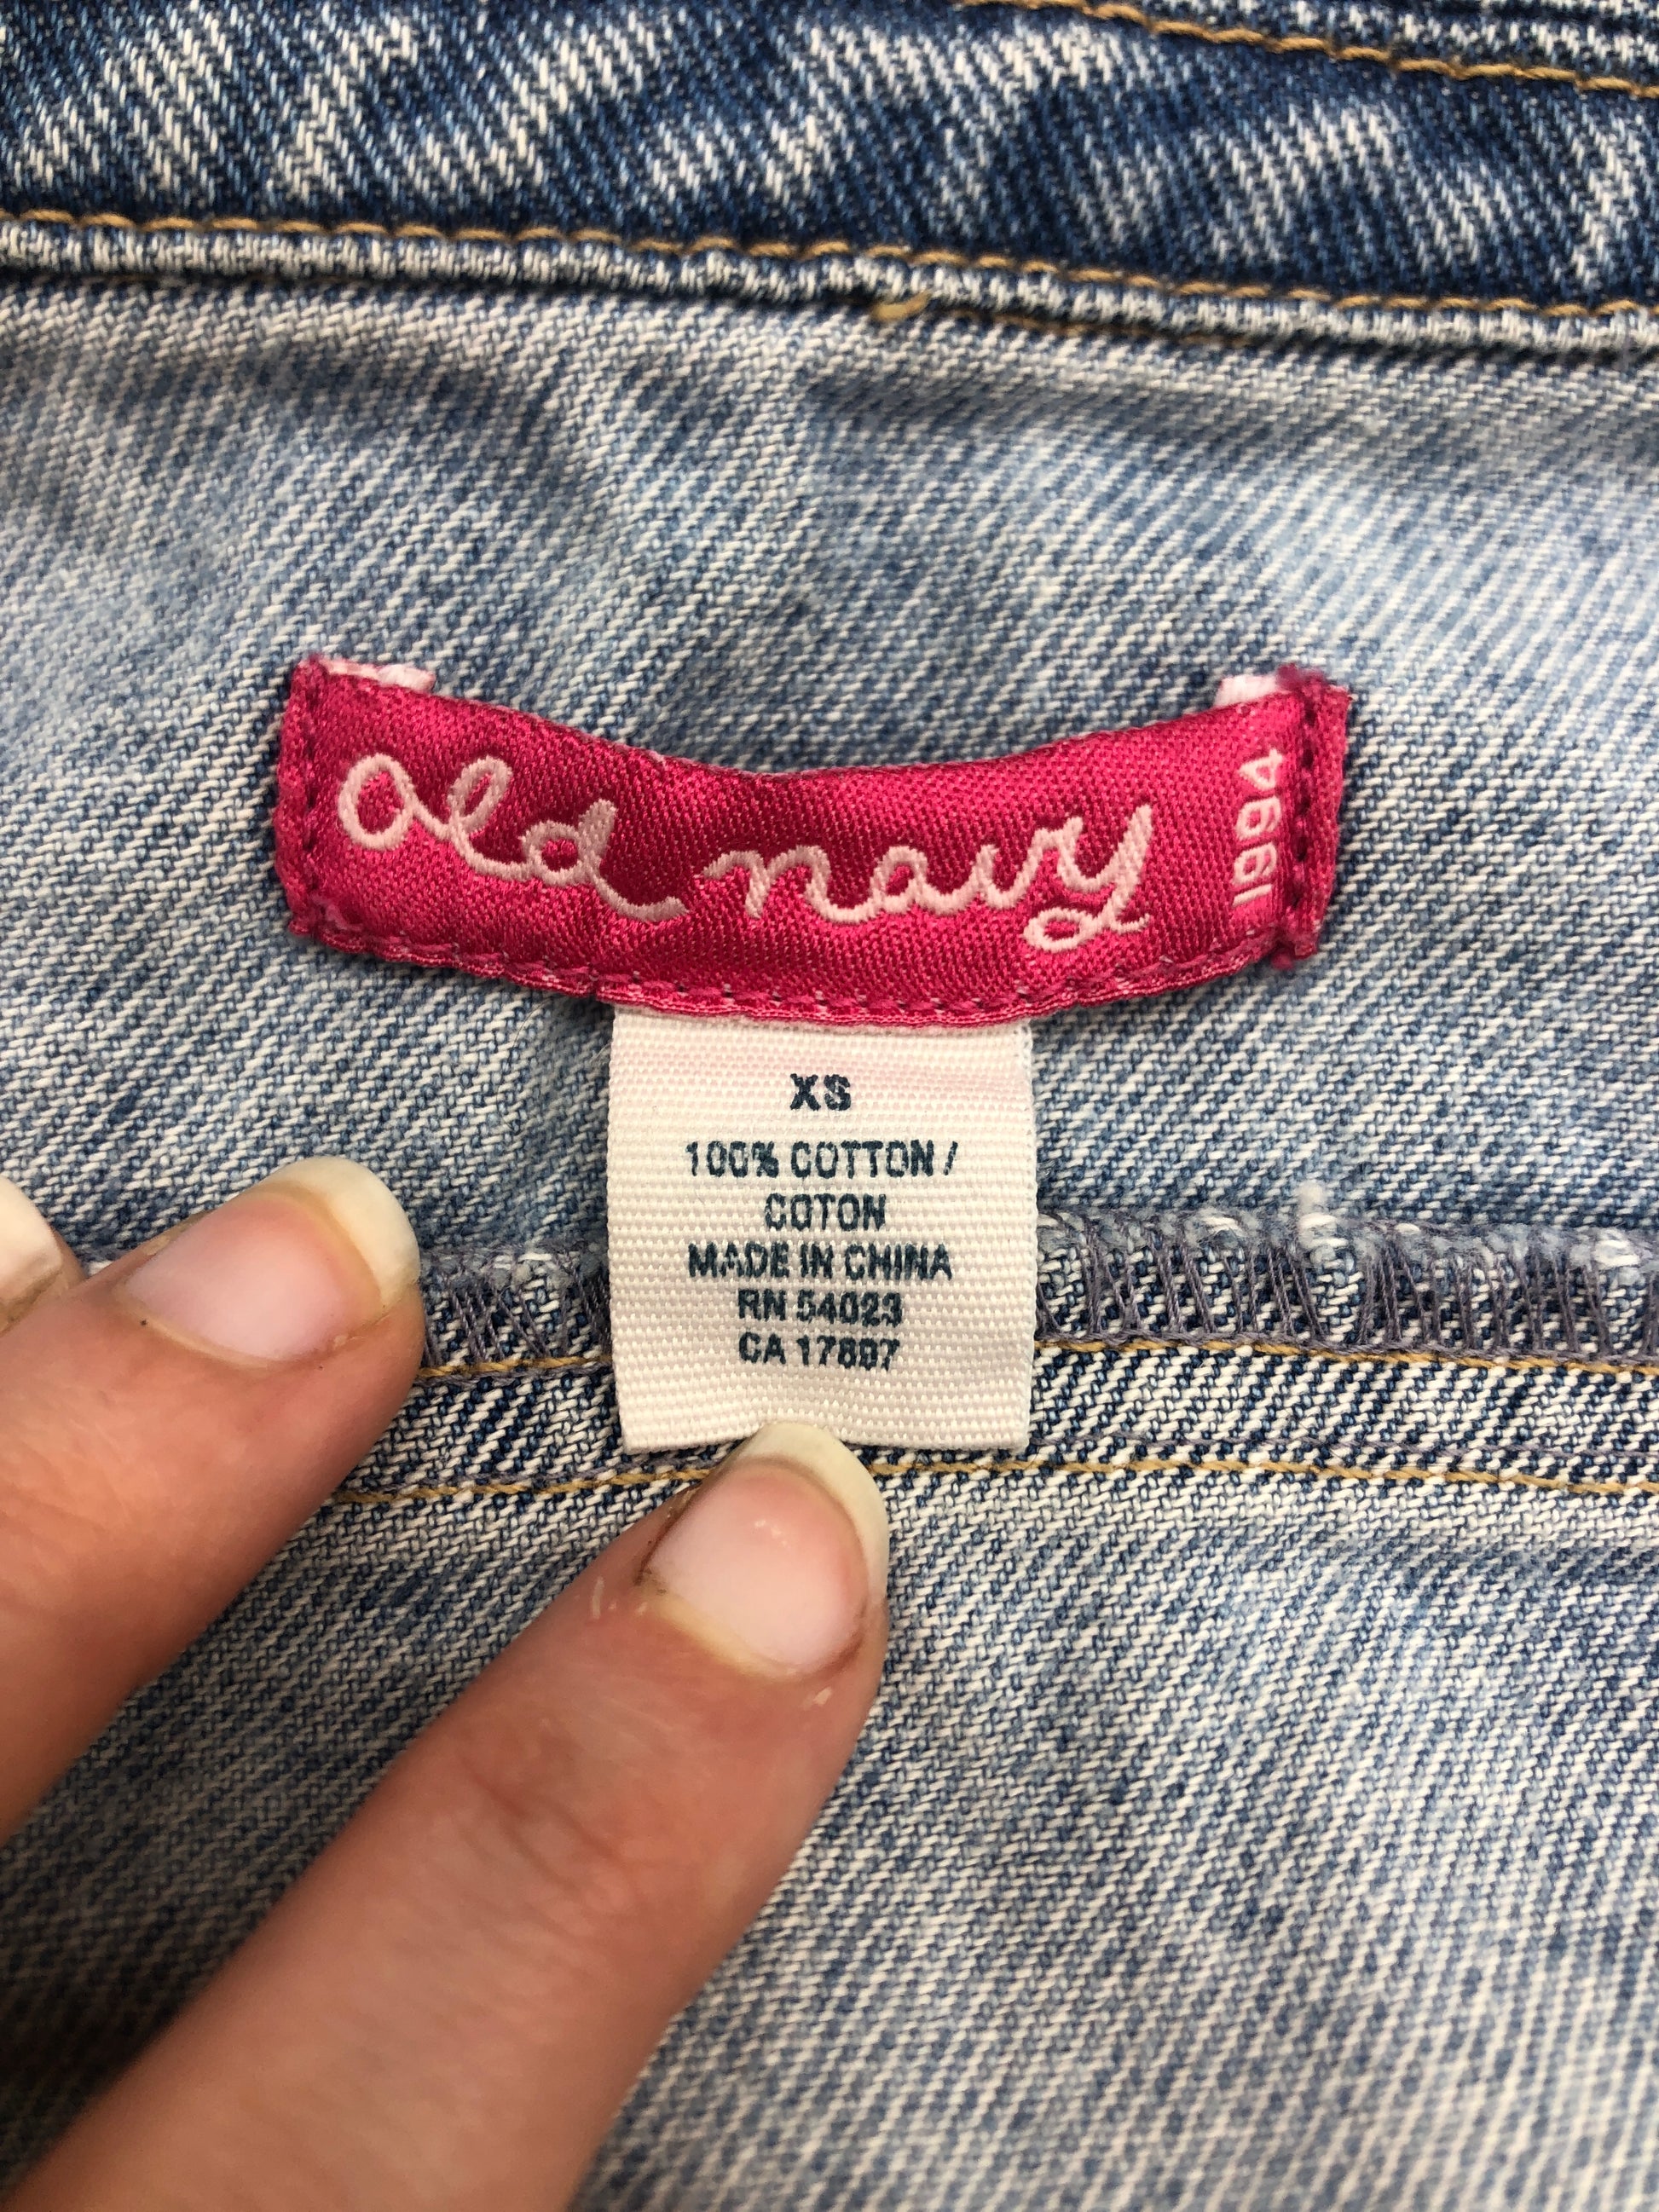 old navy
1994
XS
100% COTTON /
COTON
MADE IN CHINA
RN 54023
CA 17897